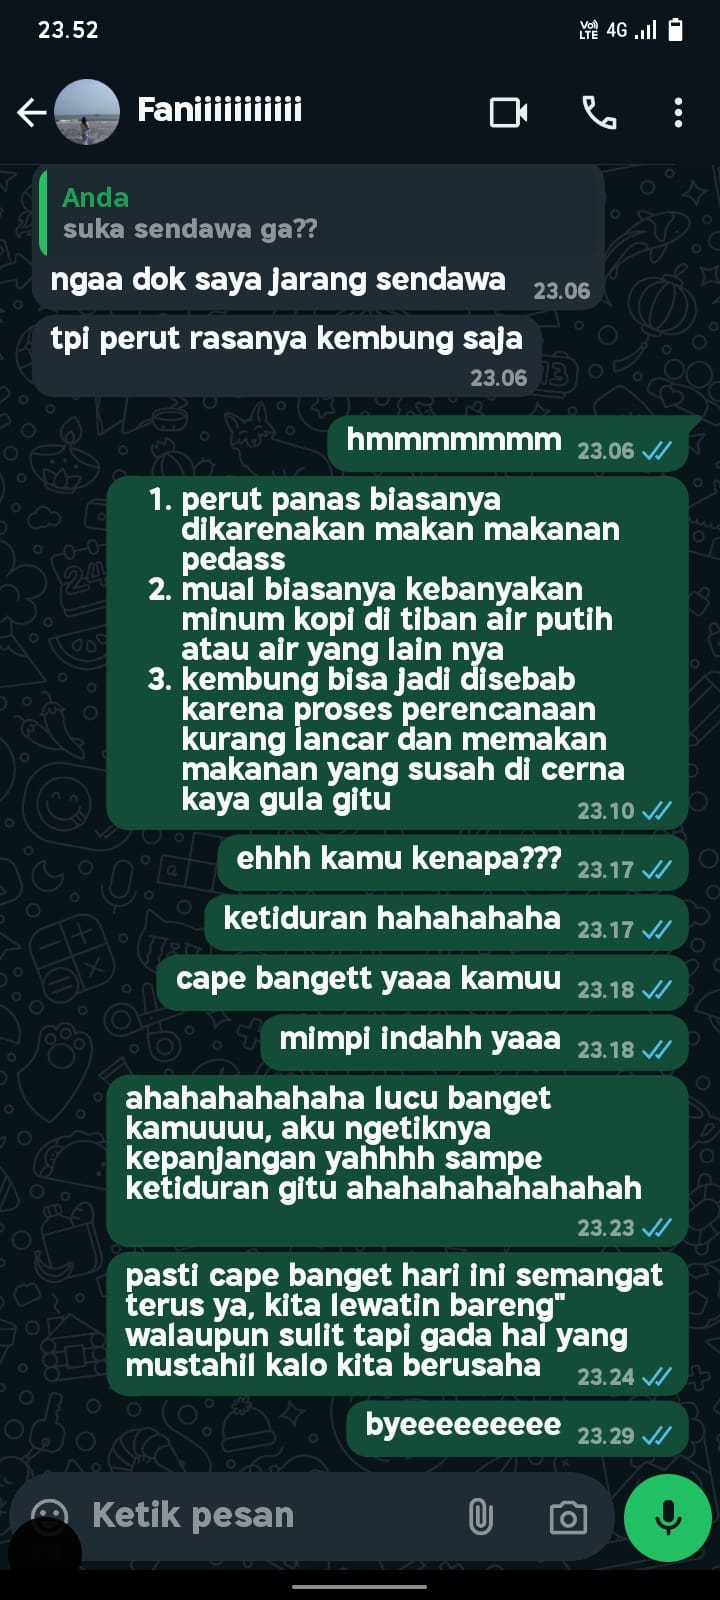 23.52
Vo))
LTE 4G
Faniiiiiiiiiii
Anda
suka sendawa ga??
ngaa dok saya jarang sendawa 23.06
tpi perut rasanya kembung saja
23.06
hmmmmmmm 23.06
1. perut panas biasanya
dikarenakan makan makanan
pedass
2. mual biasanya kebanyakan
minum kopi di tiban air putih
atau air yang lain nya
3. kembung bisa jadi disebab
karena proses perencanaan
kurang lancar dan memakan
makanan yang susah di cerna
kaya gula gitu 23.10
ehhh kamu kenapa??? 23.17
ketiduran hahahahaha 23.17
cape bangett yaaa kamuu 23.18
mimpi indahh yaaa 23.18
ahahahahahaha lucu banget
kamuuuu, aku ngetiknya
kepanjangan yahhhh sampe
ketiduran gitu ahahahahahahahah
23.23
pasti cape banget hari ini semangat
terus ya, kita lewatin bareng"
walaupun sulit tapi gada hal yang
mustahil kalo kita berusaha 23.24
byeeeeeeeee 23.29
Ketik pesan